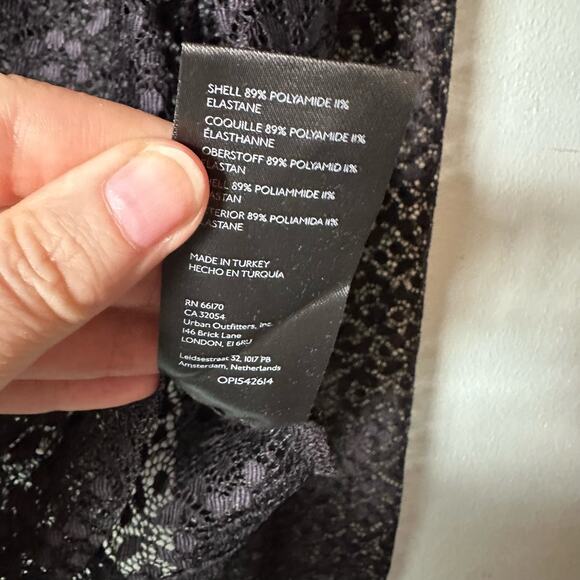 SHELL 89% POLYAMIDE 11%
ELASTANE
COQUILLE 89% POLYAMIDE 11%
ÉLASTHANNE
OBERSTOFF 89% POLYAMID 11%
ELASTAN
89% POLIAMMIDE 11%
89% POLIAMIDA 11%
MADE IN TURKEY
HECHO EN TURQUÍA
RN 66170
CA 32054
Urban Outfitters, Inc.
146 Brick Lane
LONDON, E1 6RU
Leidsestraat 32, 1017 PB
Amsterdam, Netherlands
OP1542614